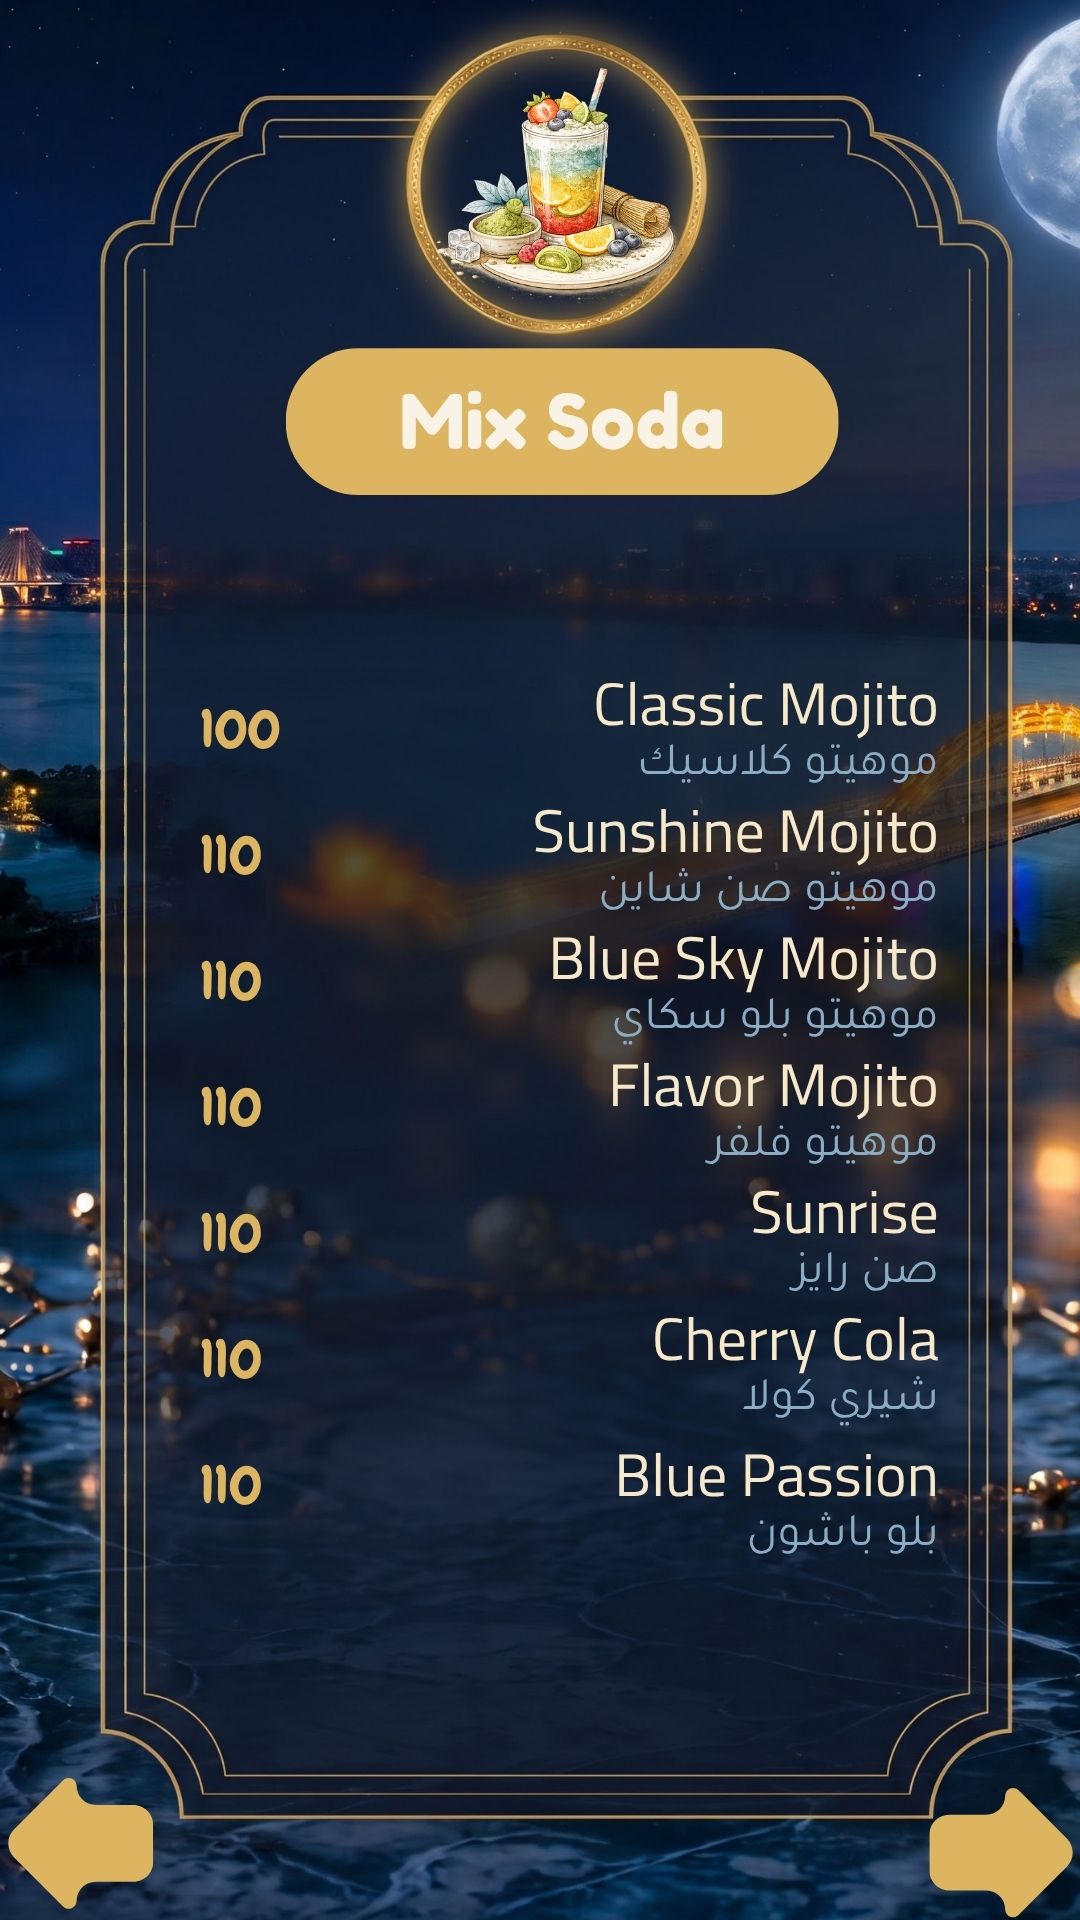 Mix Soda
Classic Mojito
موهيتو كلاسيك
100
Sunshine Mojito
موهيتو صن شاين
110
Blue Sky Mojito
موهيتو بلو سكاي
110
Flavor Mojito
موهيتو فلفر
110
Sunrise
صن رايز
110
Cherry Cola
شيري كولا
110
Blue Passion
بلو باشون
110